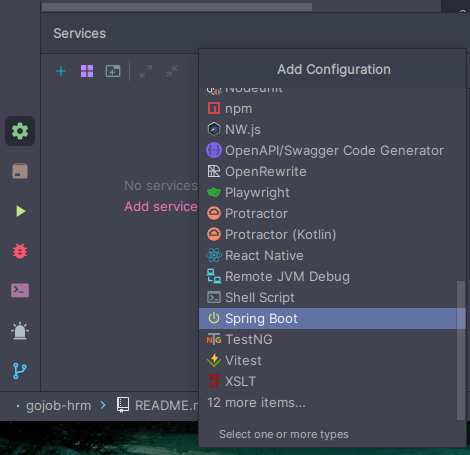 Services
Add Configuration
Nodeunit
npm
NW.js
OpenAPI/Swagger Code Generator
OpenRewrite
No services
Playwright
Add service
Protractor
Protractor (Kotlin)
React Native
Remote JVM Debug
Shell Script
Spring Boot
TestNG
Vitest
XSLT
12 more items...
gojob-hrm > README.r
Select one or more types